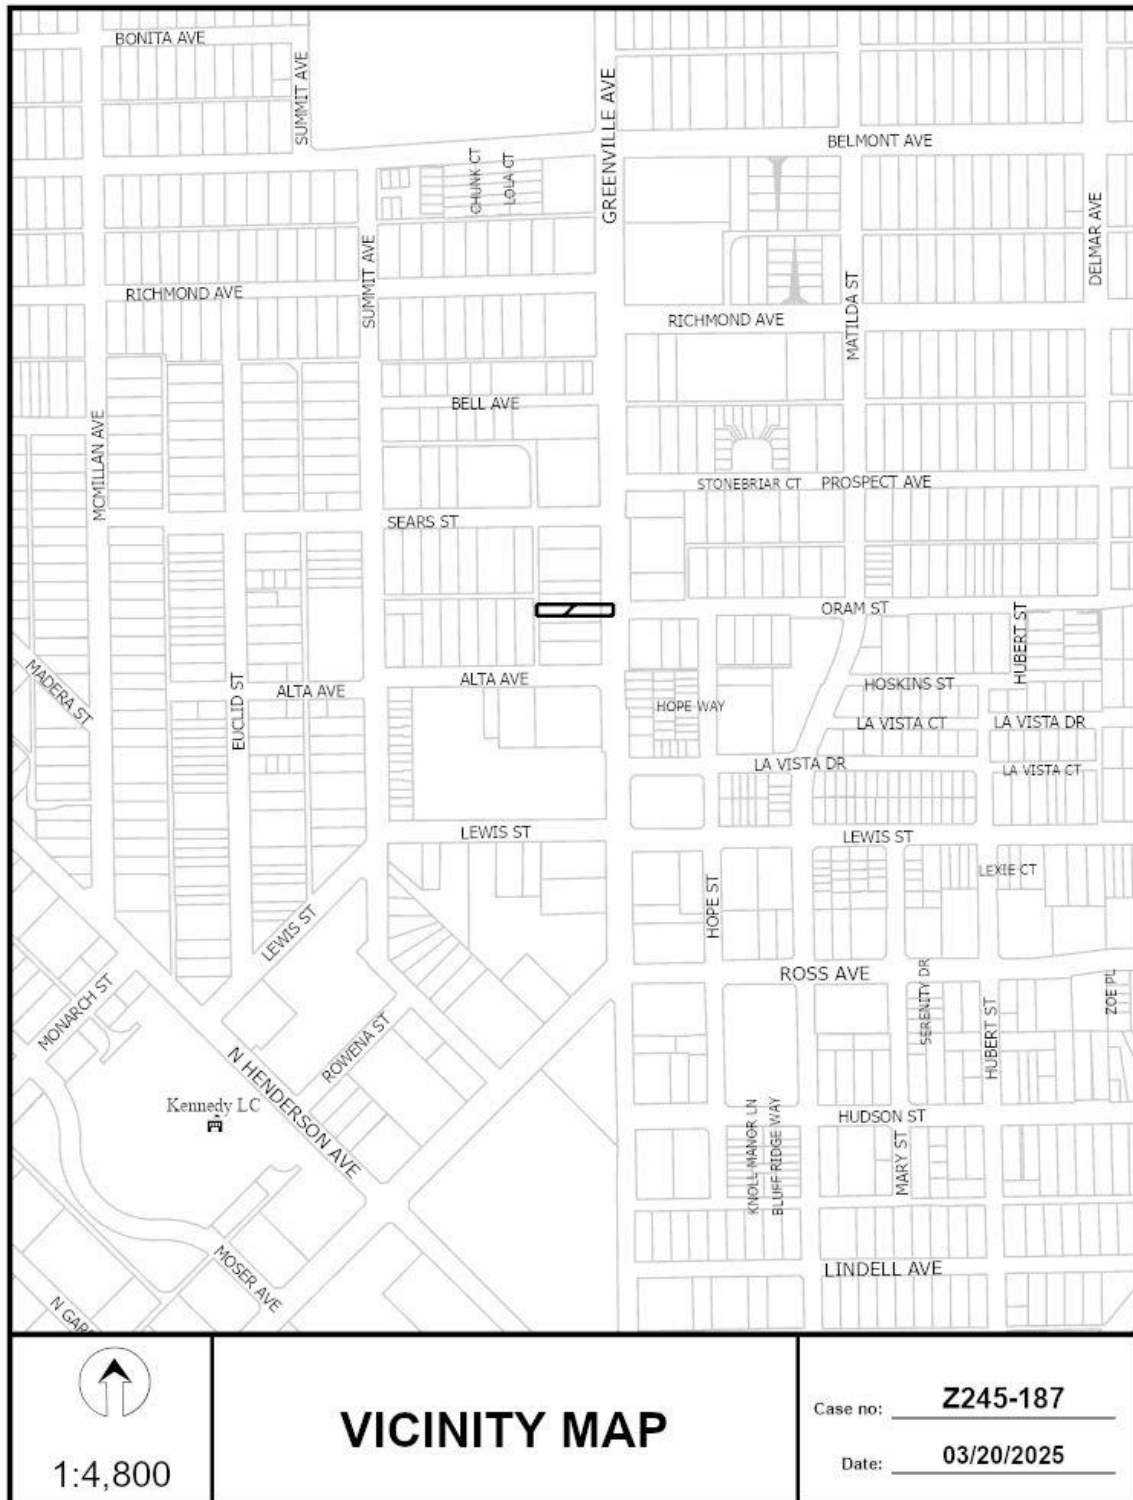 BONITA AVE
SUMMIT AVE
GREENVILLE AVE
BELMONT AVE
CHUNK CT
LOLA CT
DELMAR AVE
SUMMIT AVE
RICHMOND AVE
MATILDA ST
RICHMOND AVE
BELL AVE
MCMILLAN AVE
STONEBRIAR CT
PROSPECT AVE
SEARS ST
ORAM ST
HUBERT ST
MADERA ST
EUCLID ST
ALTA AVE
ALTA AVE
HOSKINS ST
HOPE WAY
LA VISTA CT
LA VISTA DR
LA VISTA DR
LA VISTA CT
LEWIS ST
LEWIS ST
LEXIE CT
HOPE ST
LEWIS ST
ROSS AVE
SERENITY DR
ZOE PL
MONARCH ST
HUBERT ST
ROWENA ST
N HENDERSON AVE
Kennedy LC
HUDSON ST
KNOLL MANOR LN
BLUFF RIDGE WAY
MARY ST
MOSER AVE
LINDELL AVE
1:4,800
VICINITY MAP
Case no: Z245-187
Date: 03/20/2025